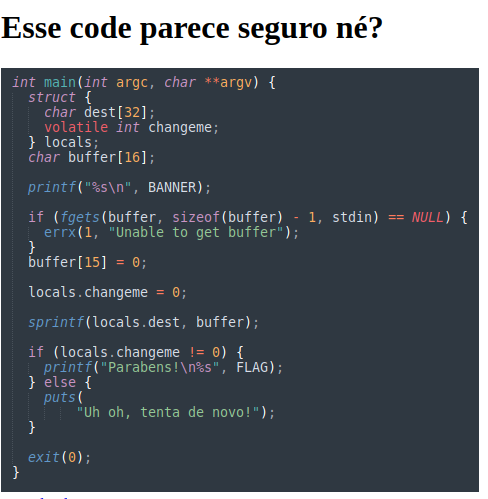 Esse code parece seguro né?
int main(int argc, char **argv) {
struct {
char dest[32];
volatile int changeme;
} locals;
char buffer[16];
printf("%s\n", BANNER);
if (fgets(buffer, sizeof(buffer) - 1, stdin) == NULL) {
errx(1, "Unable to get buffer");
}
buffer[15] = 0;
locals.changeme = 0;
sprintf(locals.dest, buffer);
if (locals.changeme != 0) {
printf("Parabens!\n%s", FLAG);
} else {
puts(
"Uh oh, tenta de novo!");
}
exit(0);
}